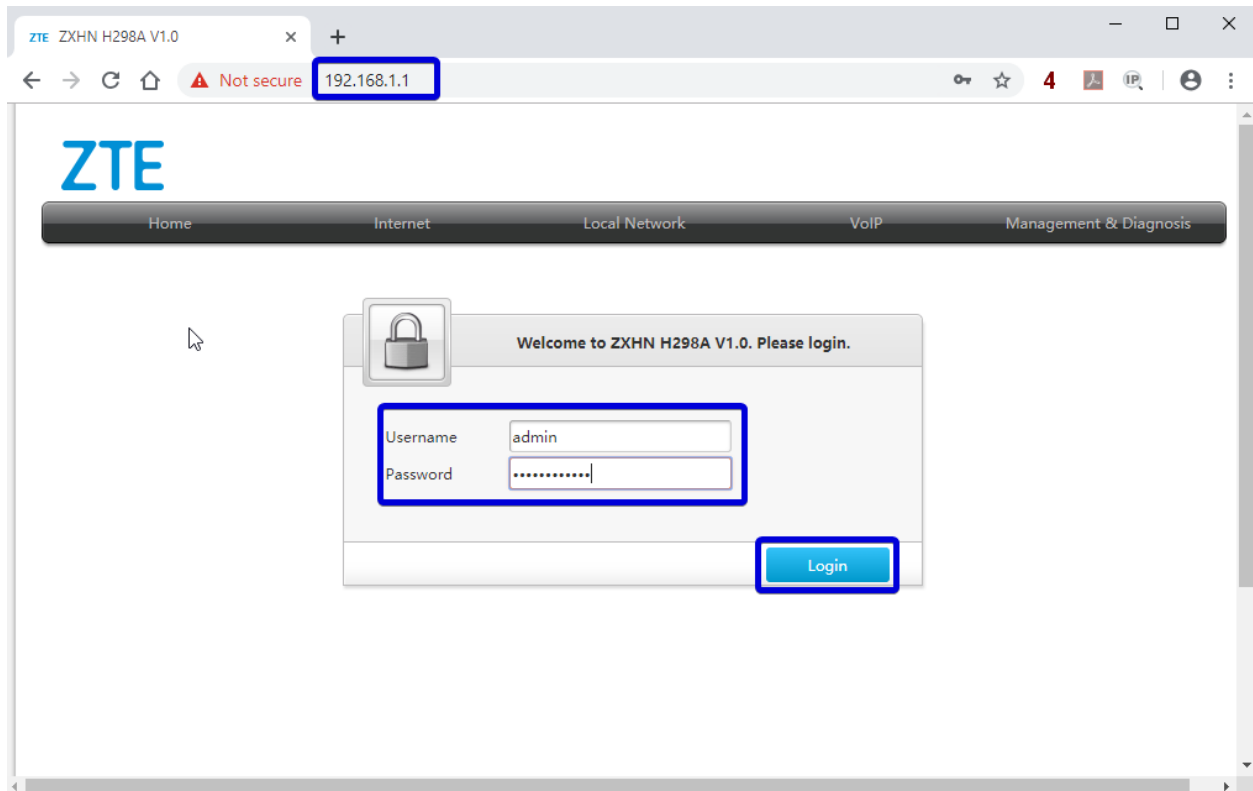 ZTE ZXHN H298A V1.0
Not secure 192.168.1.1
4 IP
ZTE
Home Internet Local Network VoIP Management & Diagnosis
Welcome to ZXHN H298A V1.0. Please login.
Username admin
Password ••••••••••••
Login